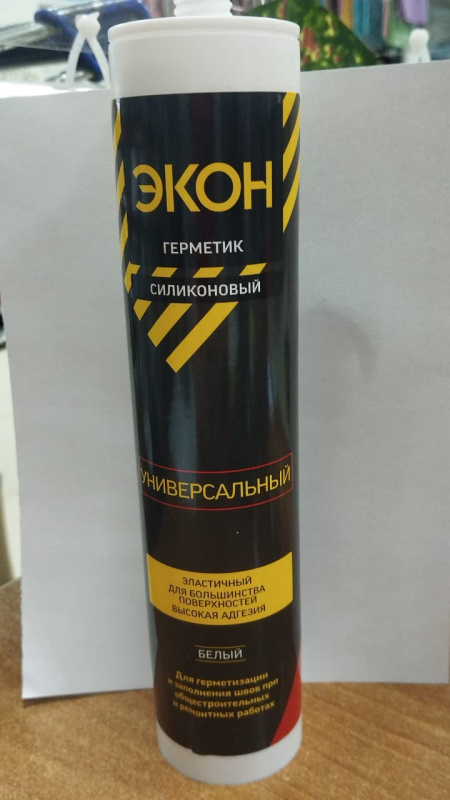 ЭКОН
ГЕРМЕТИК
СИЛИКОНОВЫЙ
УНИВЕРСАЛЬНЫЙ
ЭЛАСТИЧНЫЙ
ДЛЯ БОЛЬШИНСТВА
ПОВЕРХНОСТЕЙ
ВЫСОКАЯ АДГЕЗИЯ
БЕЛЫЙ
Для герметизации
и заполнения швов при
общестроительных
и ремонтных работах